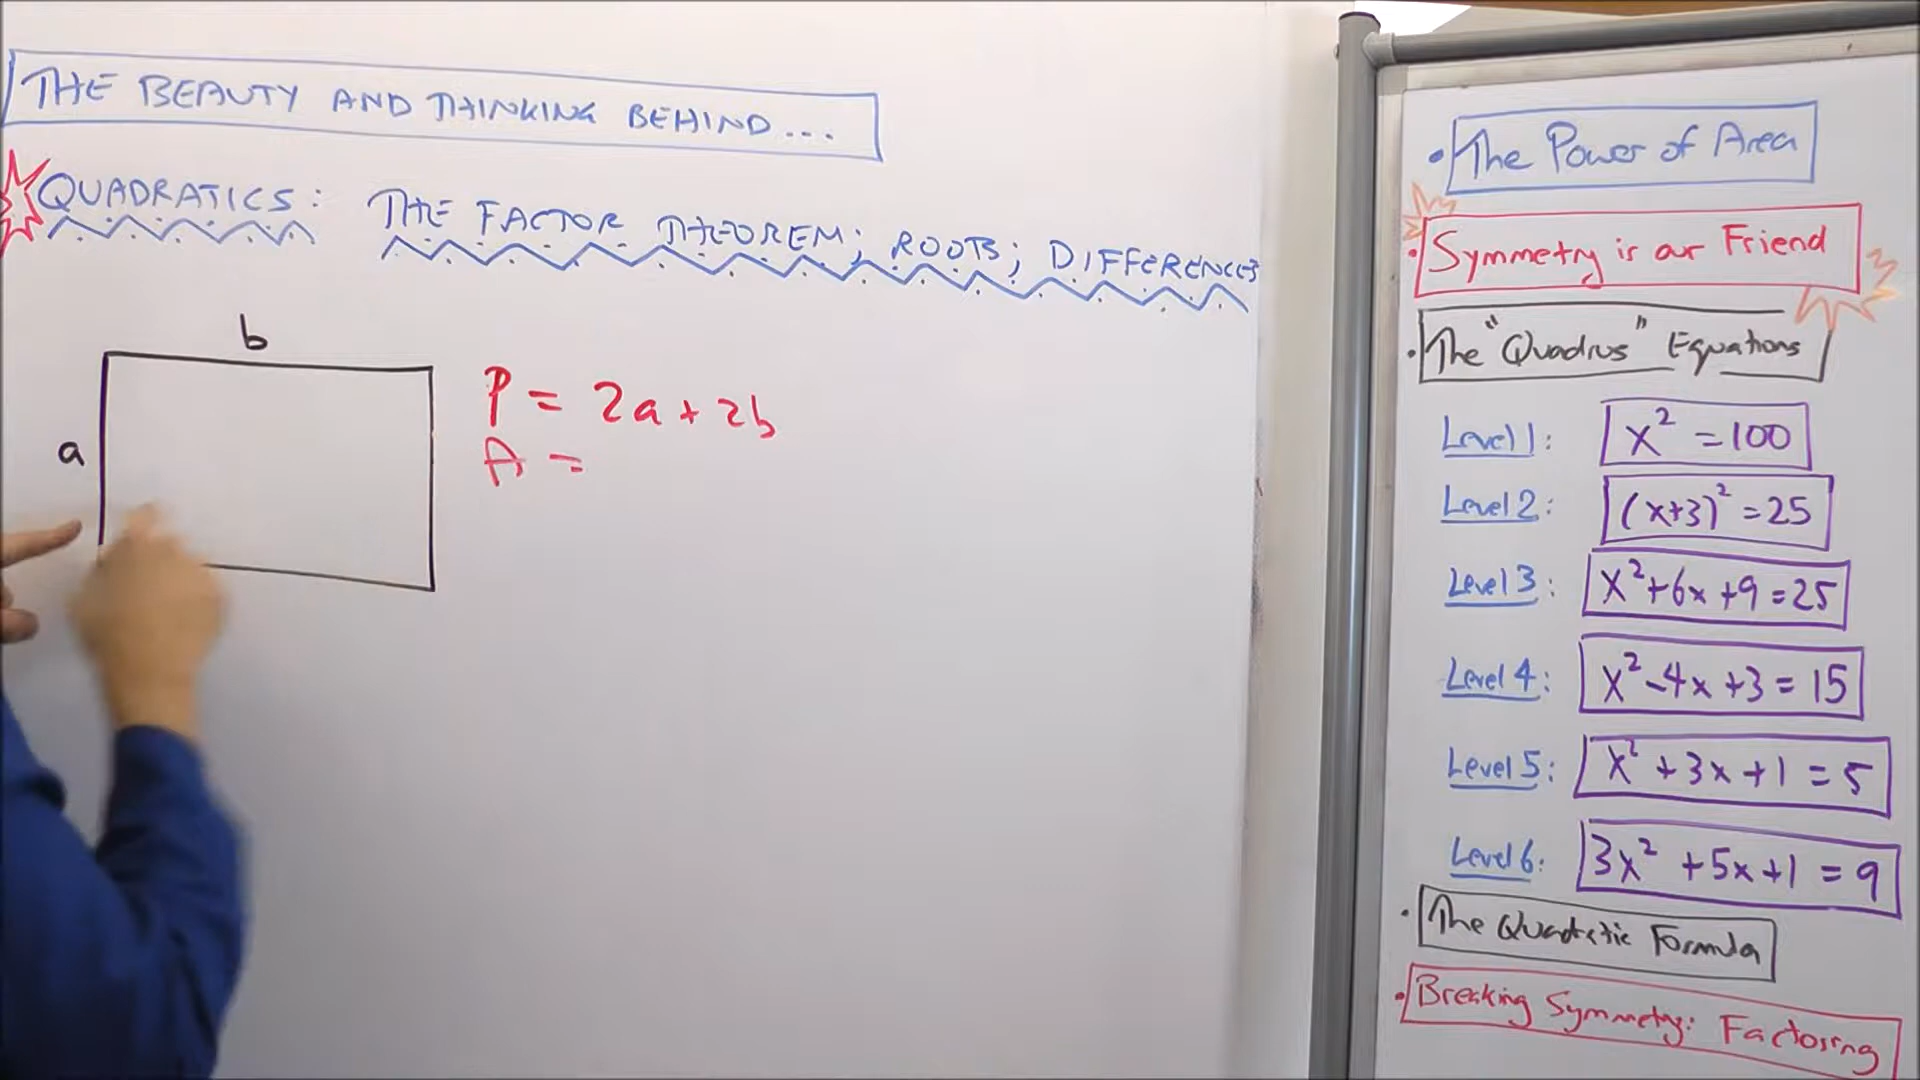 THE BEAUTY AND THINKING BEHIND...
QUADRATICS: THE FACTOR THEOREM; ROOTS; DIFFERENCES
b
a
P = 2a + 2b
A =
• The Power of Area
• Symmetry is our Friend
• The "Quadrus" Equations
Level 1: x² = 100
Level 2: (x+3)² = 25
Level 3: x² + 6x + 9 = 25
Level 4: x² - 4x + 3 = 15
Level 5: x² + 3x + 1 = 5
Level 6: 3x² + 5x + 1 = 9
• The Quadratic Formula
• Breaking Symmetry: Factoring